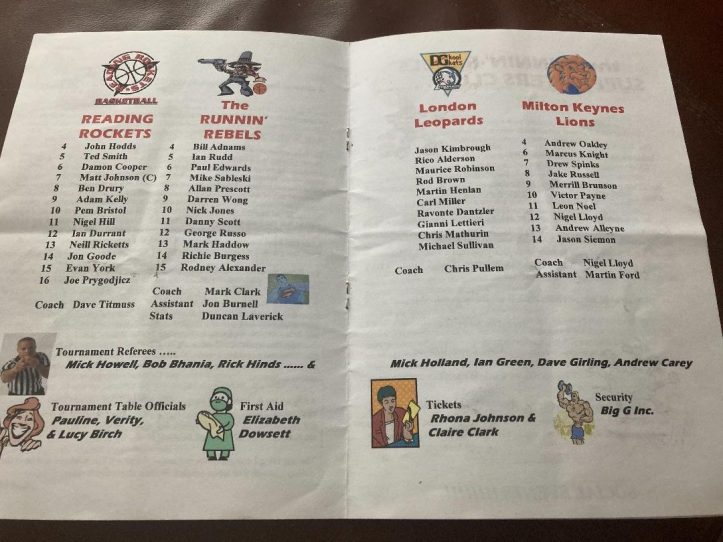 READING ROCKETS
BASKETBALL
READING
ROCKETS
4 John Hodds
5 Ted Smith
6 Damon Cooper
7 Matt Johnson (C)
8 Ben Drury
9 Adam Kelly
10 Pem Bristol
11 Nigel Hill
12 Ian Durrant
13 Neill Ricketts
14 Jon Goode
15 Evan York
16 Joe Prygodjicz
Coach Dave Titmuss
The
RUNNIN'
REBELS
4 Bill Adnams
5 Ian Rudd
6 Paul Edwards
7 Mike Sableski
8 Allan Prescott
9 Darren Wong
10 Nick Jones
11 Danny Scott
12 George Russo
13 Mark Haddow
14 Richie Burgess
15 Rodney Alexander
Coach Mark Clark
Assistant Jon Burnell
Stats Duncan Laverick
Tournament Referees .....
Mick Howell, Bob Bhania, Rick Hinds ...... &
Tournament Table Officials
Pauline, Verity,
& Lucy Birch
First Aid
Elizabeth
Dowsett
DG
London
Leopards
Jason Kimbrough
Rico Alderson
Maurice Robinson
Rod Brown
Martin Henlan
Carl Miller
Ravonte Dantzler
Gianni Lettieri
Chris Mathurin
Michael Sullivan
Coach Chris Pullem
Milton Keynes
Lions
4 Andrew Oakley
6 Marcus Knight
7 Drew Spinks
8 Jake Russell
9 Merrill Brunson
10 Victor Payne
11 Leon Noel
12 Nigel Lloyd
13 Andrew Alleyne
14 Jason Siemon
Coach Nigel Lloyd
Assistant Martin Ford
Mick Holland, Ian Green, Dave Girling, Andrew Carey
Tickets
Rhona Johnson &
Claire Clark
Security
Big G Inc.